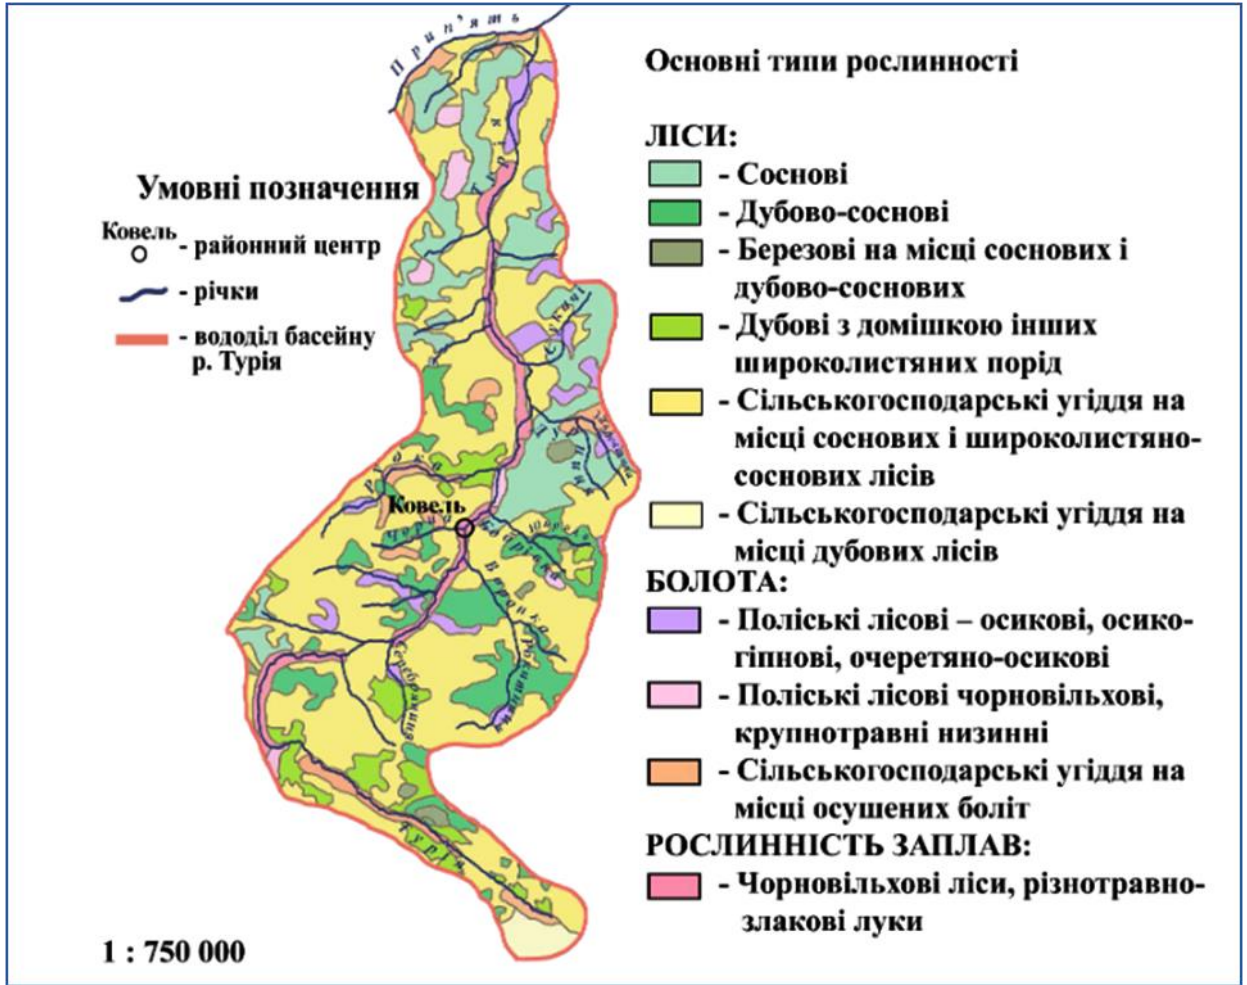 Основні типи рослинності
Умовні позначення
Ковель
- районний центр
- річки
- вододіл басейну
р. Турія
1 : 750 000
ЛІСИ:
- Соснові
- Дубово-соснові
- Березові на місці соснових і
дубово-соснових
- Дубові з домішкою інших
широколистяних порід
- Сільськогосподарські угіддя на
місці соснових і широколистяно-
соснових лісів
- Сільськогосподарські угіддя на
місці дубових лісів
БОЛОТА:
- Поліські лісові – осикові, осико-
гіпнові, очеретяно-осикові
- Поліські лісові чорновільхові,
крупнотравні низинні
- Сільськогосподарські угіддя на
місці осушених боліт
РОСЛИННІСТЬ ЗАПЛАВ:
- Чорновільхові ліси, різнотравно-
злакові луки
Прип'ять
Ковель
Воронка
Турія